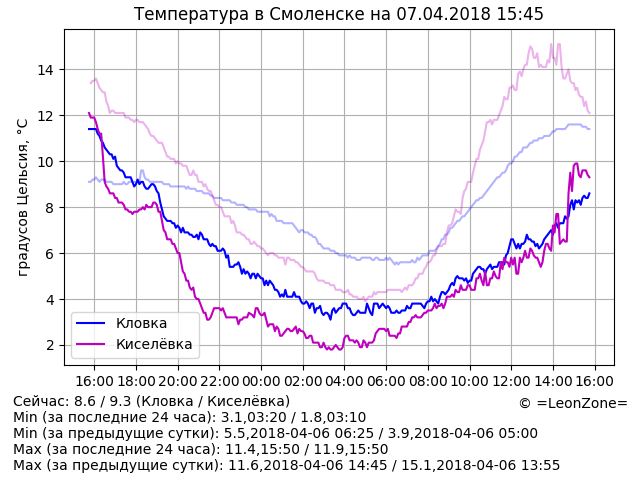 Температура в Смоленске на 07.04.2018 15:45
градусов Цельсия, °C
14
12
10
8
6
4
2
Кловка
Киселёвка
16:00 18:00 20:00 22:00 00:00 02:00 04:00 06:00 08:00 10:00 12:00 14:00 16:00
Сейчас: 8.6 / 9.3 (Кловка / Киселёвка)
© =LeonZone=
Min (за последние 24 часа): 3.1,03:20 / 1.8,03:10
Min (за предыдущие сутки): 5.5,2018-04-06 06:25 / 3.9,2018-04-06 05:00
Max (за последние 24 часа): 11.4,15:50 / 11.9,15:50
Max (за предыдущие сутки): 11.6,2018-04-06 14:45 / 15.1,2018-04-06 13:55